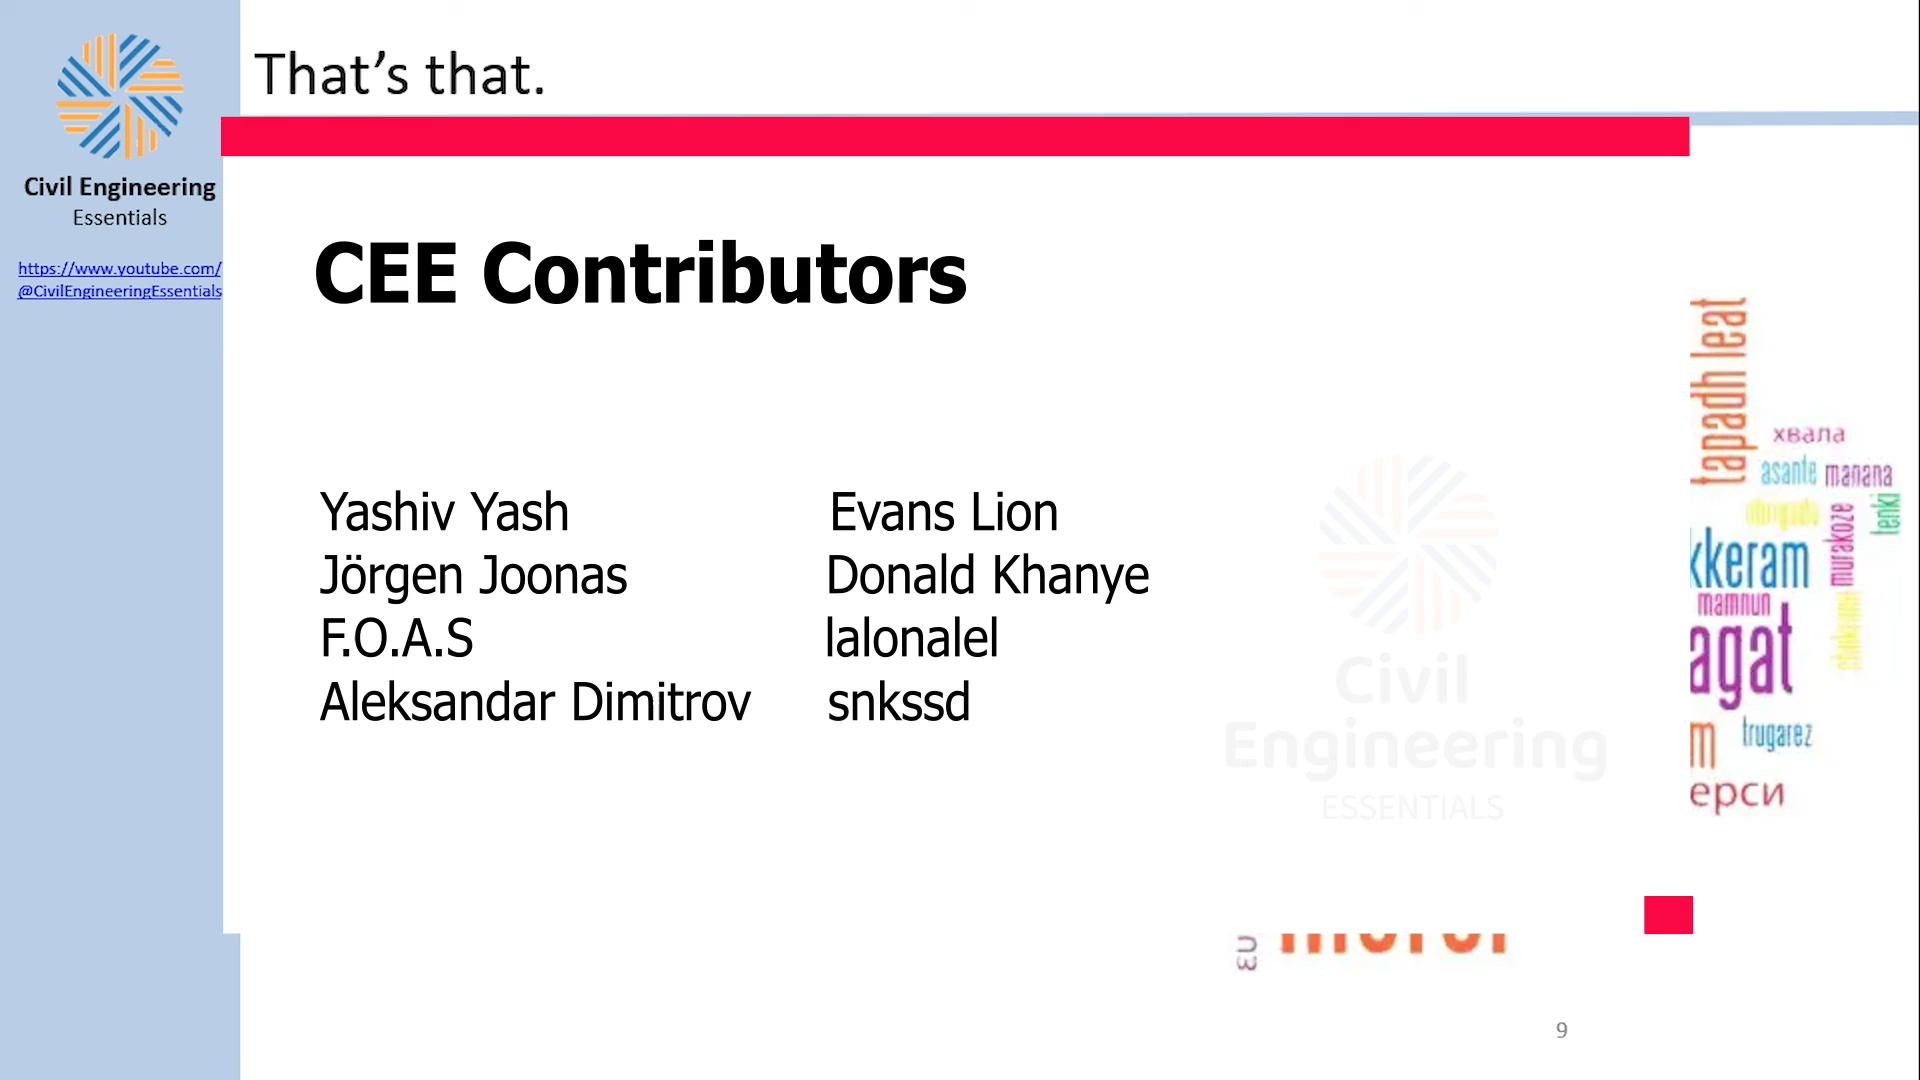 That's that.
Civil Engineering
Essentials
https://www.youtube.com/
@CivilEngineeringEssentials
CEE Contributors
Yashiv Yash
Evans Lion
Jörgen Joonas
Donald Khanye
F.O.A.S
lalonalel
Aleksandar Dimitrov
snkssd
Civil
Engineering
ESSENTIALS
tapadh leat
хвала
asante
manana
murakoze
tenki
kkeram
mamnun
agat
m
trugarez
ерси
9